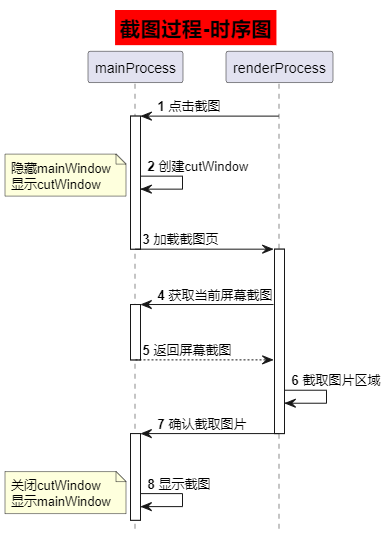 截图过程-时序图
mainProcess
renderProcess
1 点击截图
隐藏mainWindow
显示cutWindow
2 创建cutWindow
3 加载截图页
4 获取当前屏幕截图
5 返回屏幕截图
6 截取图片区域
7 确认截取图片
关闭cutWindow
显示mainWindow
8 显示截图